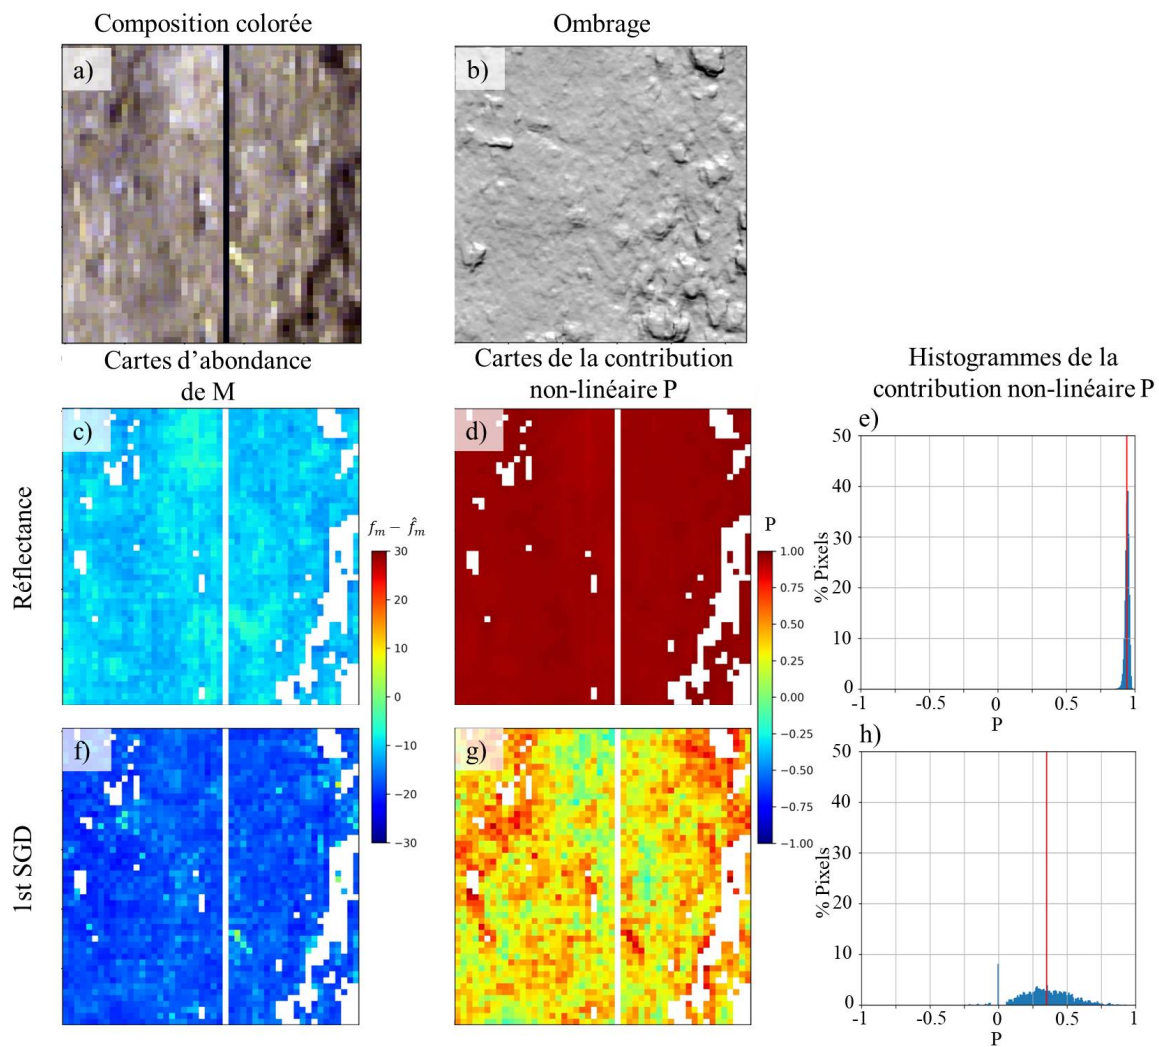 Composition colorée
Ombrage
a)
b)
Cartes d'abondance
de M
Cartes de la contribution
non-linéaire P
Histogrammes de la
contribution non-linéaire P
Réflectance
c)
d)
e)
f_m − f̂_m
30
20
10
0
−10
−20
−30
P
1.00
0.75
0.50
0.25
0.00
−0.25
−0.50
−0.75
−1.00
% Pixels
50
40
30
20
10
0
-1
-0.5
0
0.5
1
P
1st SGD
f)
g)
h)
% Pixels
50
40
30
20
10
0
-1
-0.5
0
0.5
1
P